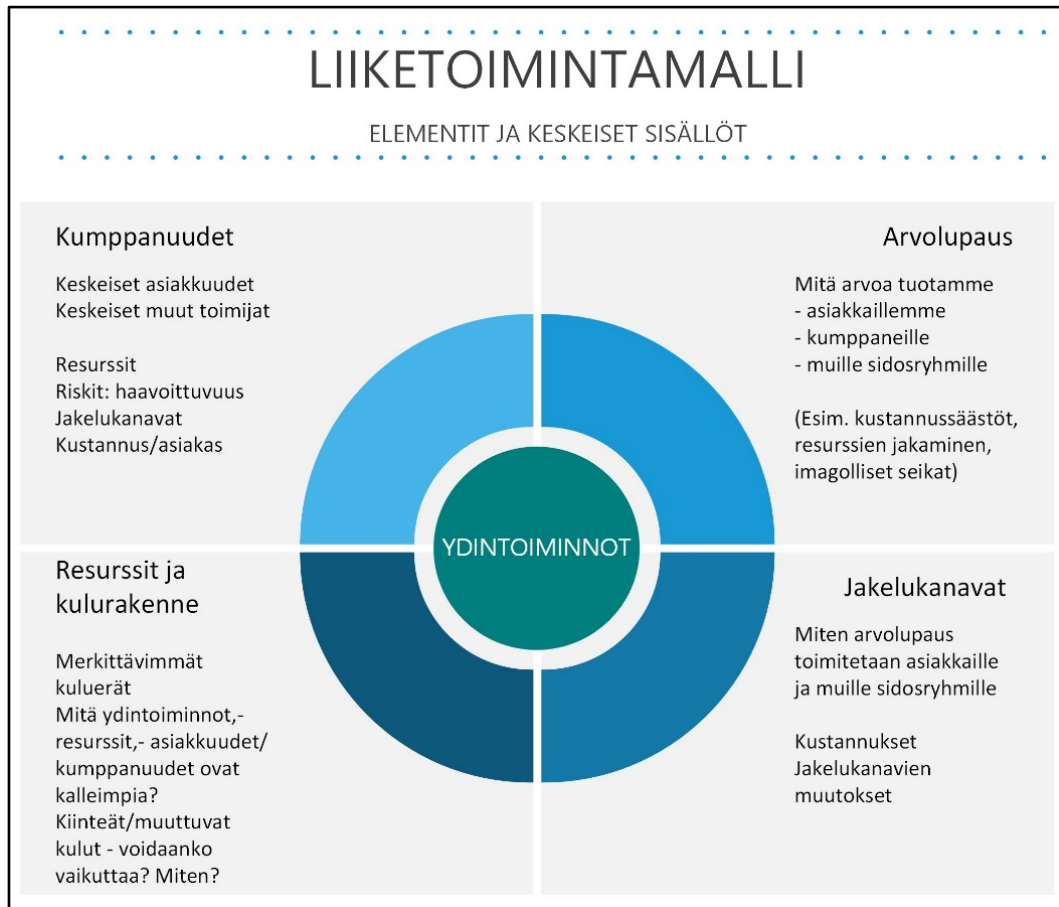 LIIKETOIMINTAMALLI
ELEMENTIT JA KESKEISET SISÄLLÖT
Kumppanuudet
Keskeiset asiakkuudet
Keskeiset muut toimijat
Resurssit
Riskit: haavoittuvuus
Jakelukanavat
Kustannus/asiakas
Arvolupaus
Mitä arvoa tuotamme
- asiakkaillemme
- kumppaneille
- muille sidosryhmille
(Esim. kustannussäästöt,
resurssien jakaminen,
imagolliset seikat)
YDINTOIMINNOT
Resurssit ja
kulurakenne
Merkittävimmät
kuluerät
Mitä ydintoiminnot,-
resurssit,- asiakkuudet/
kumppanuudet ovat
kalleimpia?
Kiinteät/muuttuvat
kulut - voidaanko
vaikuttaa? Miten?
Jakelukanavat
Miten arvolupaus
toimitetaan asiakkaille
ja muille sidosryhmille
Kustannukset
Jakelukanavien
muutokset